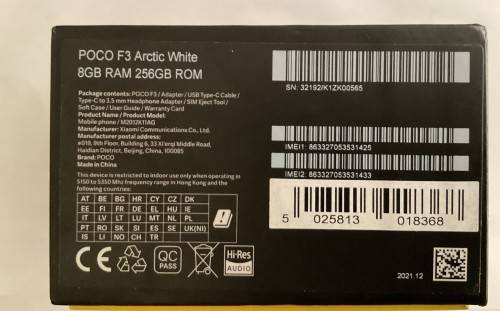 POCO F3 Arctic White
8GB RAM 256GB ROM
Package contents: POCO F3 / Adapter / USB Type-C Cable /
Type-C to 3.5 mm Headphone Adapter / SIM Eject Tool /
Soft Case / User Guide / Warranty Card
Product Name / Product Model:
Mobile phone / M2012K11AG
Manufacturer: Xiaomi Communications Co., Ltd.
Manufacturer postal address:
#019, 9th Floor, Building 6, 33 Xi'erqi Middle Road,
Haidian District, Beijing, China, 100085
Brand: POCO
Made in China
This device is restricted to indoor use only when operating in
5150 to 5350 Mhz frequency range in Hong Kong and the
following countries:
AT BE BG HR CY CZ DK
EE FI FR DE EL HU IE
IT LV LT LU MT NL PL
PT RO SK SI ES SE UK(NI)
IS LI NO CH TR
CE
QC
PASS
Hi-Res
AUDIO
SN: 32192/K1ZK00565
IMEI1: 863327053531425
IMEI2: 863327053531433
5 025813 018368
2021.12